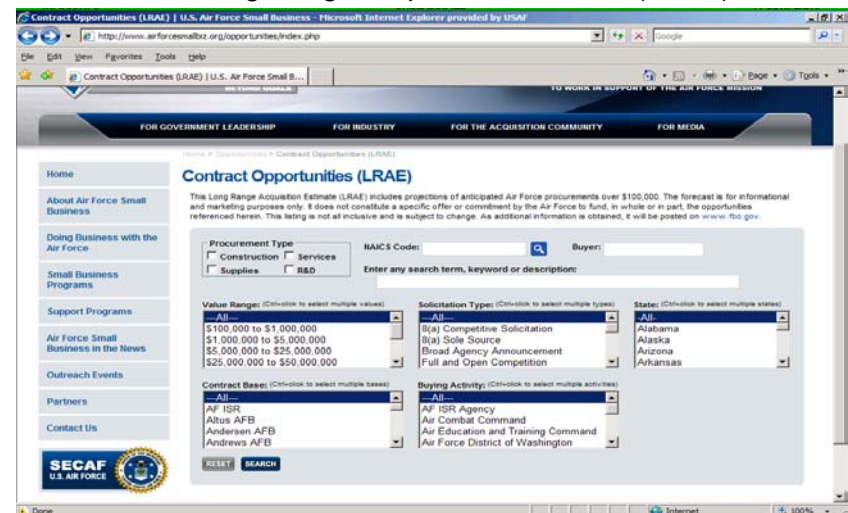 Contract Opportunities (LRAE) | U.S. Air Force Small Business - Microsoft Internet Explorer provided by USAF
http://www.airforcesmallbiz.org/opportunities/index.php
Google
File Edit View Favorites Tools Help
Contract Opportunities (LRAE) | U.S. Air Force Small B...
Page Tools
BEYOND GOALS
TO WORK IN SUPPORT OF THE AIR FORCE MISSION
FOR GOVERNMENT LEADERSHIP FOR INDUSTRY FOR THE ACQUISITION COMMUNITY FOR MEDIA
Home > Opportunities > Contract Opportunities (LRAE)
Home
About Air Force Small
Business
Doing Business with the
Air Force
Small Business
Programs
Support Programs
Air Force Small
Business in the News
Outreach Events
Partners
Contact Us
SECAF
U.S. AIR FORCE
Contract Opportunities (LRAE)
This Long Range Acquisition Estimate (LRAE) includes projections of anticipated Air Force procurements over $100,000. The forecast is for informational
and marketing purposes only. It does not constitute a specific offer or commitment by the Air Force to fund, in whole or in part, the opportunities
referenced herein. This listing is not all inclusive and is subject to change. As additional information is obtained, it will be posted on www.fbo.gov.
Procurement Type
Construction Services
Supplies R&D
NAICS Code: Buyer:
Enter any search term, keyword or description:
Value Range: (Ctrl+click to select multiple values)
---All---
$100,000 to $1,000,000
$1,000,000 to $5,000,000
$5,000,000 to $25,000,000
$25,000,000 to $50,000,000
Solicitation Type: (Ctrl+click to select multiple types)
---All---
8(a) Competitive Solicitation
8(a) Sole Source
Broad Agency Announcement
Full and Open Competition
State: (Ctrl+click to select multiple states)
-All-
Alabama
Alaska
Arizona
Arkansas
Contract Base: (Ctrl+click to select multiple bases)
---All---
AF ISR
Altus AFB
Andersen AFB
Andrews AFB
Buying Activity: (Ctrl+click to select multiple activities)
---All---
AF ISR Agency
Air Combat Command
Air Education and Training Command
Air Force District of Washington
RESET SEARCH
Done Internet 100%